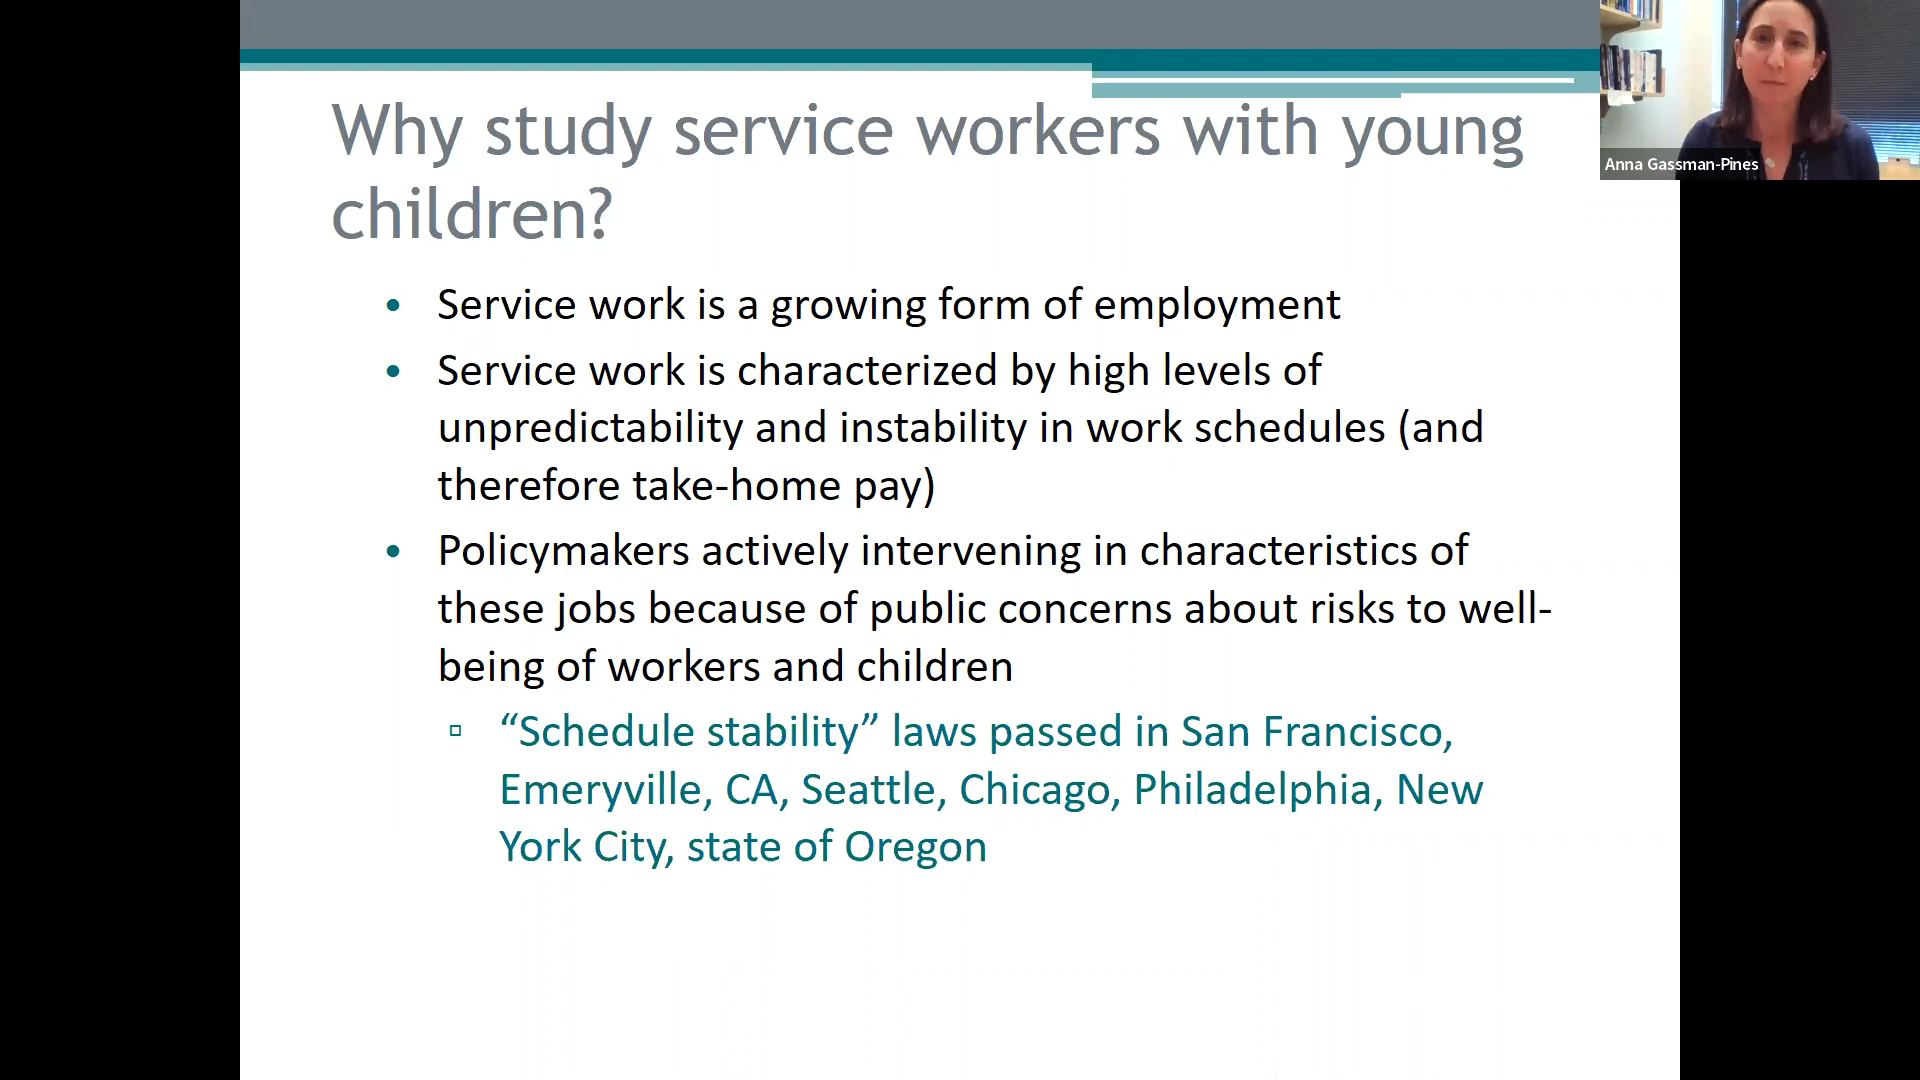 Why study service workers with young
children?
Anna Gassman-Pines
• Service work is a growing form of employment
• Service work is characterized by high levels of
unpredictability and instability in work schedules (and
therefore take-home pay)
• Policymakers actively intervening in characteristics of
these jobs because of public concerns about risks to well-
being of workers and children
▫ “Schedule stability” laws passed in San Francisco,
Emeryville, CA, Seattle, Chicago, Philadelphia, New
York City, state of Oregon